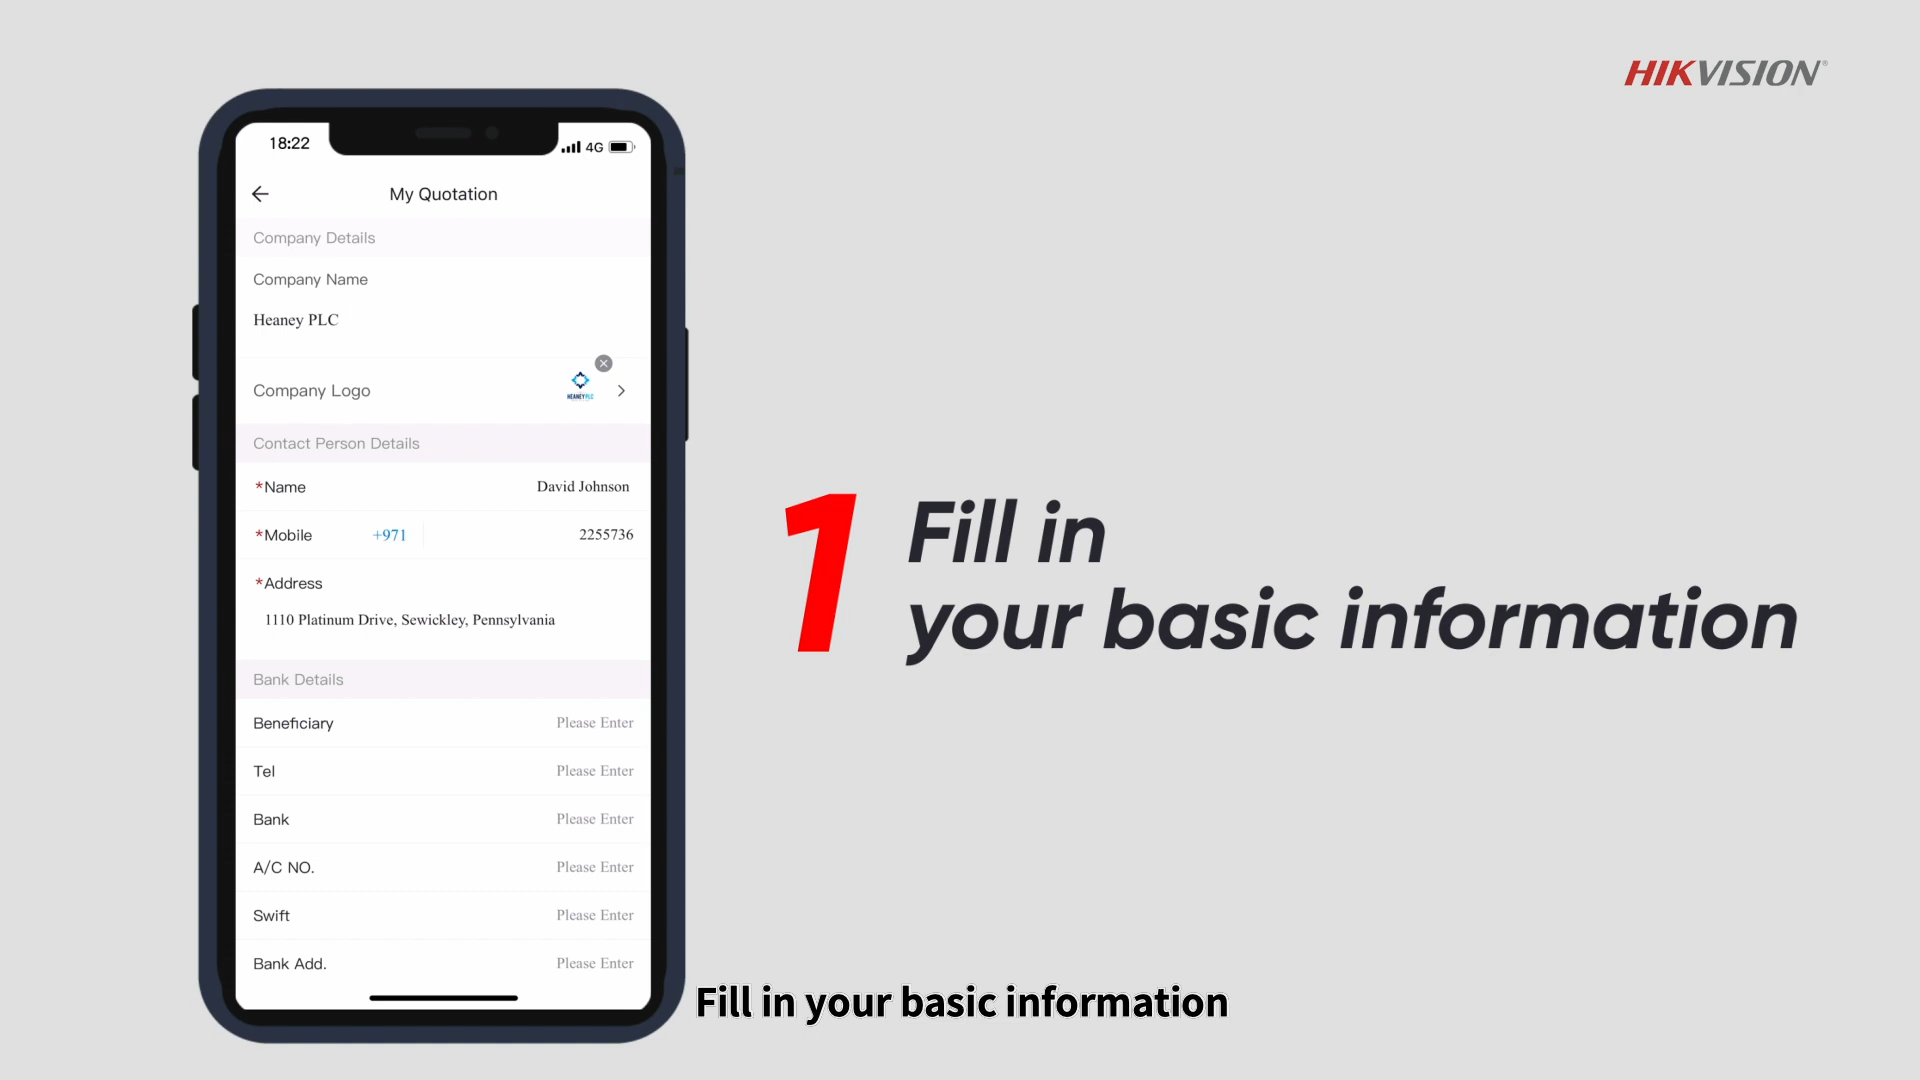 HIKVISION®
18:22
4G
My Quotation
Company Details
Company Name
Heaney PLC
Company Logo
HEANEY PLC
Contact Person Details
*Name David Johnson
*Mobile +971 2255736
*Address
1110 Platinum Drive, Sewickley, Pennsylvania
Bank Details
Beneficiary Please Enter
Tel Please Enter
Bank Please Enter
A/C NO. Please Enter
Swift Please Enter
Bank Add. Please Enter
1
Fill in
your basic information
Fill in your basic information